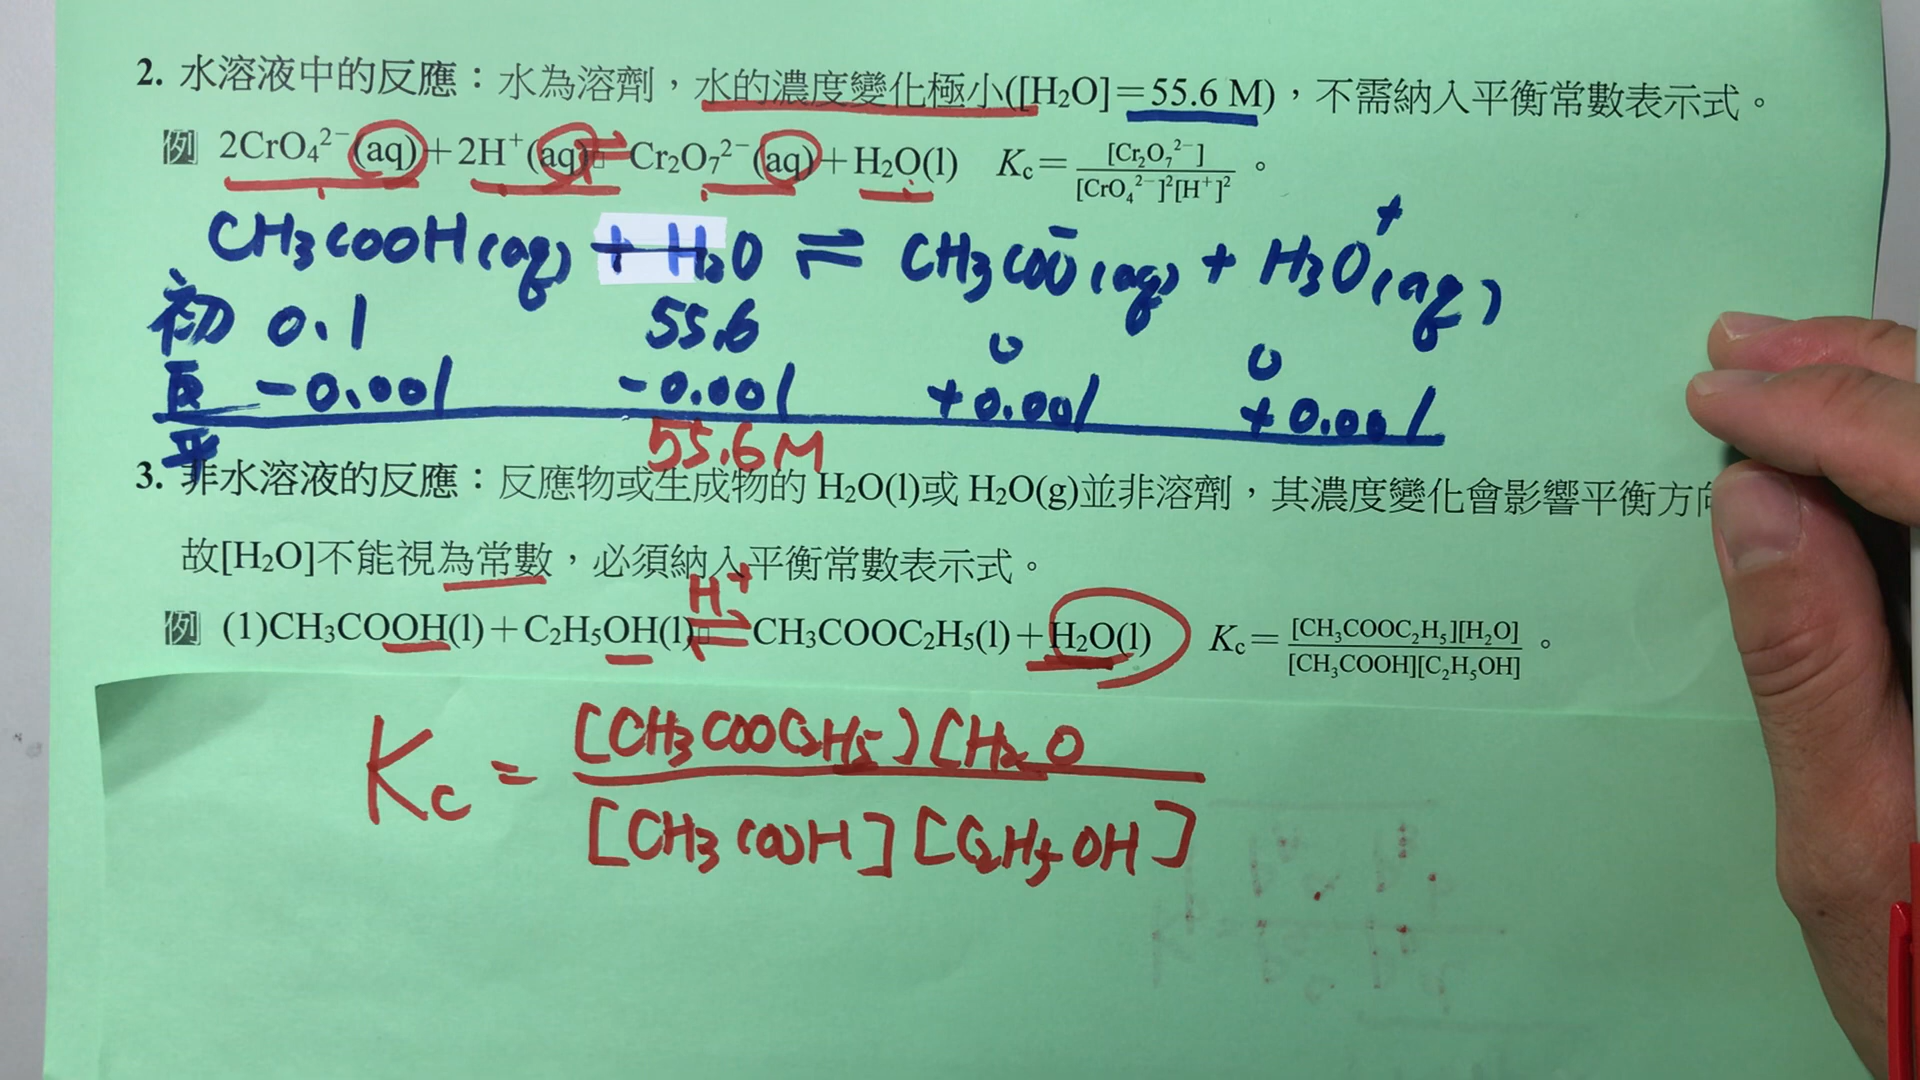 2. 水溶液中的反應：水為溶劑，水的濃度變化極小([H₂O]＝55.6 M)，不需納入平衡常數表示式。
例 2CrO₄²⁻(aq)＋2H⁺(aq)⇌Cr₂O₇²⁻(aq)＋H₂O(l) Kc＝[Cr₂O₇²⁻]/[CrO₄²⁻]²[H⁺]²。
CH₃COOH(aq) + H₂O ⇌ CH₃COO⁻(aq) + H₃O⁺(aq)
初 0.1 55.6 0 0
反 -0.001 -0.001 +0.001 +0.001
平 55.6M
3. 非水溶液的反應：反應物或生成物的 H₂O(l)或 H₂O(g)並非溶劑，其濃度變化會影響平衡方向
故[H₂O]不能視為常數，必須納入平衡常數表示式。
H⁺
例 (1)CH₃COOH(l)＋C₂H₅OH(l)⇌CH₃COOC₂H₅(l)＋H₂O(l) Kc＝[CH₃COOC₂H₅][H₂O]/[CH₃COOH][C₂H₅OH]。
Kc = [CH₃COOC₂H₅][H₂O / [CH₃COOH][C₂H₅OH]